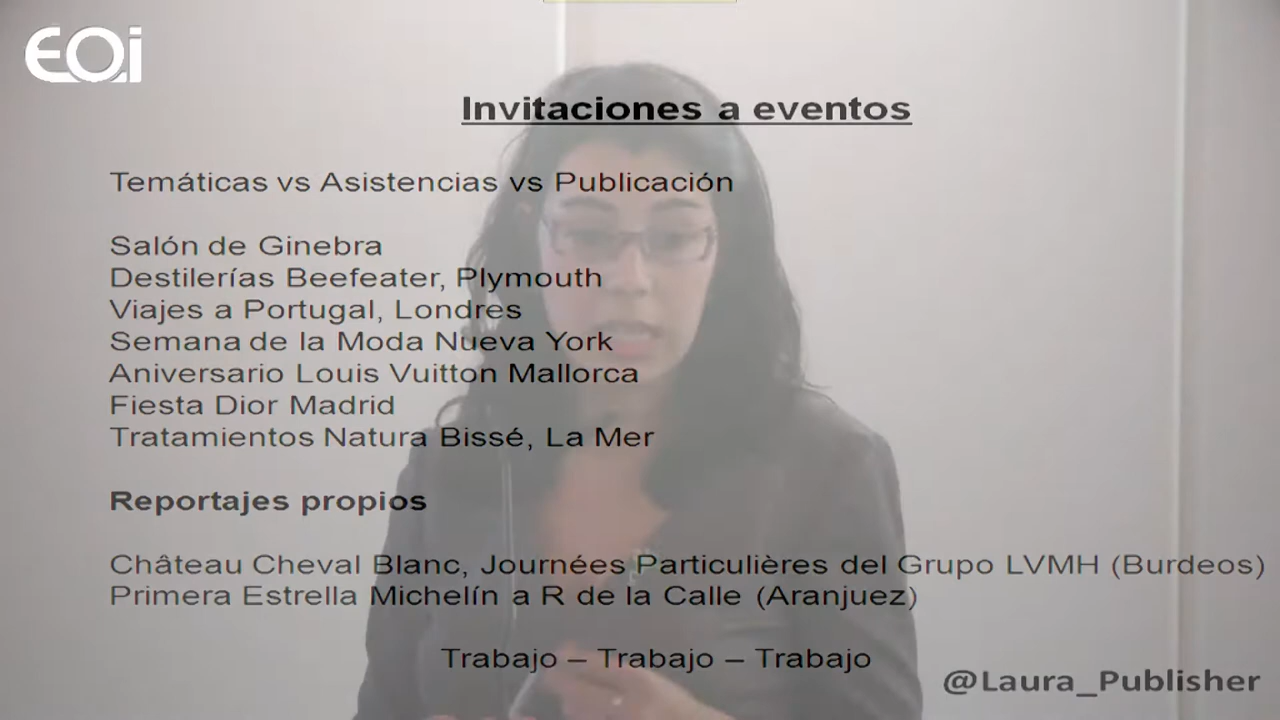 EOi
Invitaciones a eventos
Temáticas vs Asistencias vs Publicación
Salón de Ginebra
Destilerías Beefeater, Plymouth
Viajes a Portugal, Londres
Semana de la Moda Nueva York
Aniversario Louis Vuitton Mallorca
Fiesta Dior Madrid
Tratamientos Natura Bissé, La Mer
Reportajes propios
Château Cheval Blanc, Journées Particulières del Grupo LVMH (Burdeos)
Primera Estrella Michelín a R de la Calle (Aranjuez)
Trabajo – Trabajo – Trabajo
@Laura_Publisher